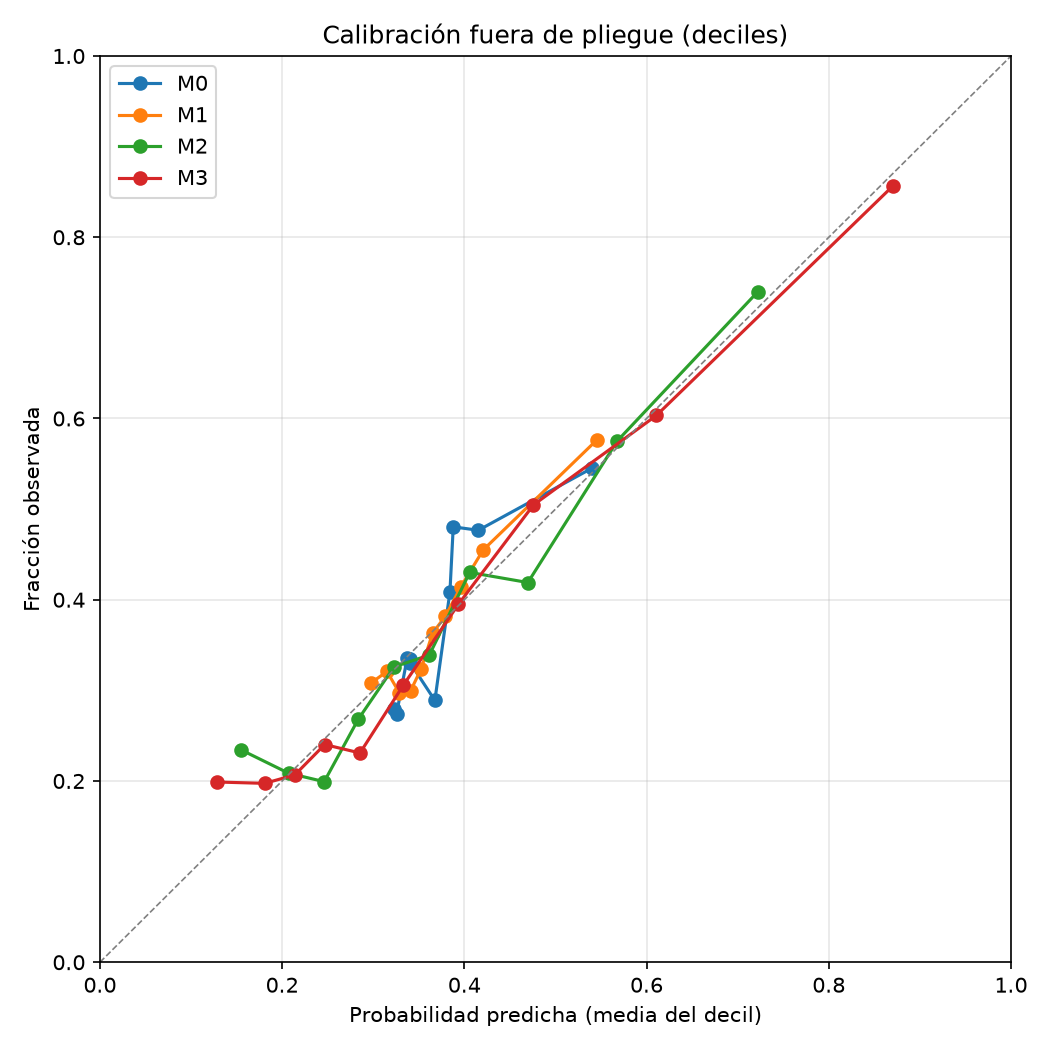 Calibración fuera de pliegue (deciles)
M0
M1
M2
M3
1.0
0.8
0.6
0.4
0.2
0.0
Fracción observada
0.0 0.2 0.4 0.6 0.8 1.0
Probabilidad predicha (media del decil)